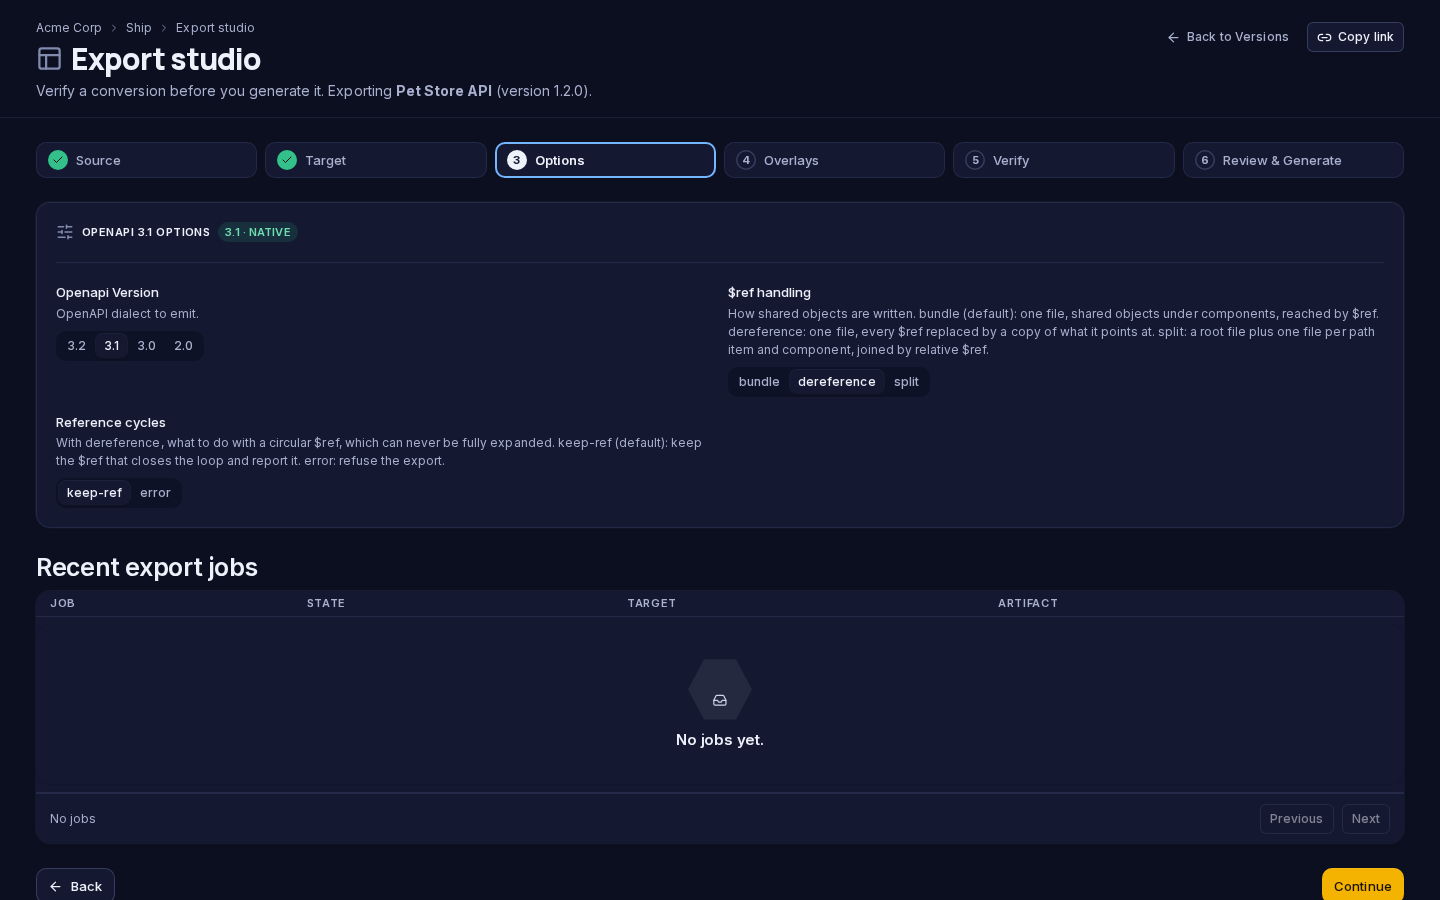 Acme Corp > Ship > Export studio
Back to Versions
Copy link
Export studio
Verify a conversion before you generate it. Exporting Pet Store API (version 1.2.0).
Source
Target
3 Options
4 Overlays
5 Verify
6 Review & Generate
OPENAPI 3.1 OPTIONS 3.1 · NATIVE
Openapi Version
OpenAPI dialect to emit.
3.2 3.1 3.0 2.0
$ref handling
How shared objects are written. bundle (default): one file, shared objects under components, reached by $ref.
dereference: one file, every $ref replaced by a copy of what it points at. split: a root file plus one file per path
item and component, joined by relative $ref.
bundle dereference split
Reference cycles
With dereference, what to do with a circular $ref, which can never be fully expanded. keep-ref (default): keep
the $ref that closes the loop and report it. error: refuse the export.
keep-ref error
Recent export jobs
JOB STATE TARGET ARTIFACT
No jobs yet.
No jobs
Previous Next
Back
Continue